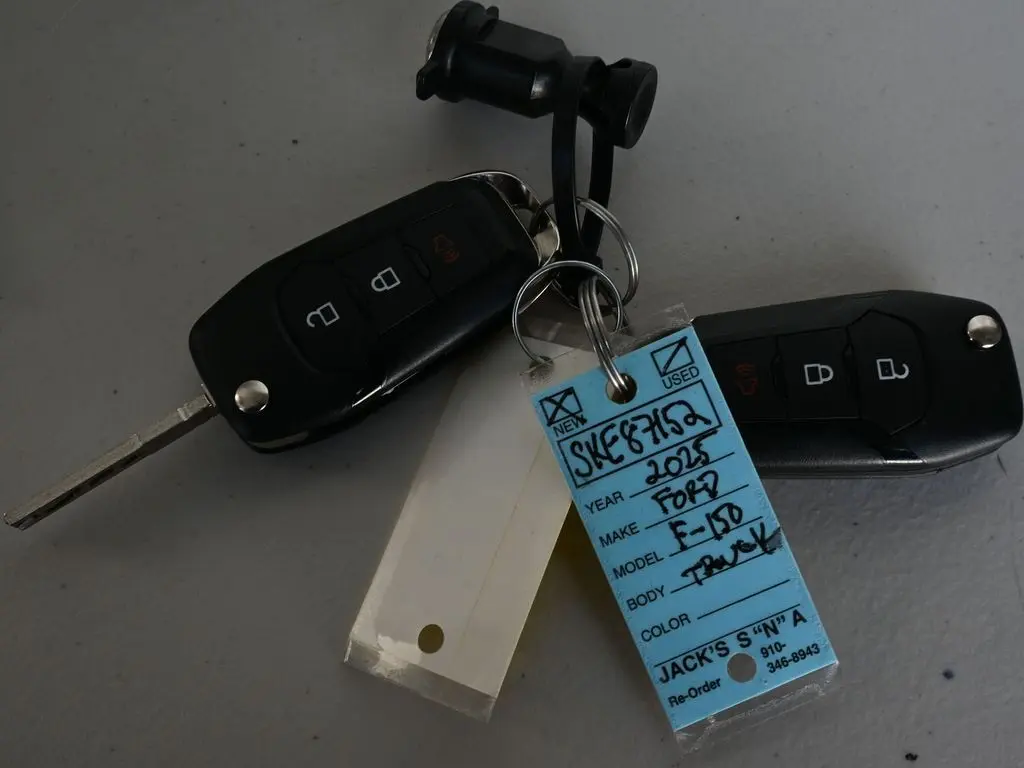 NEW
USED
SKE87152
YEAR 2025
MAKE FORD
MODEL F-150
BODY TRUCK
COLOR
JACK'S S "N" A
Re-Order 910-
346-8943